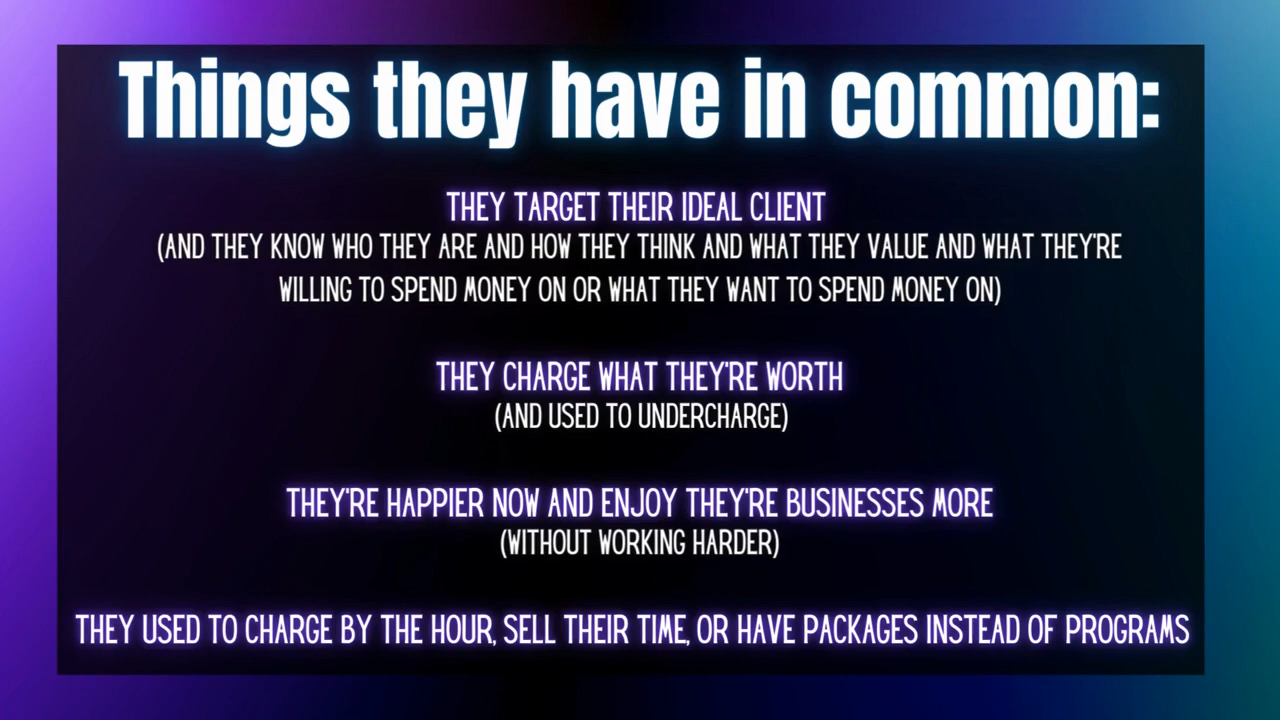 Things they have in common:
THEY TARGET THEIR IDEAL CLIENT
(AND THEY KNOW WHO THEY ARE AND HOW THEY THINK AND WHAT THEY VALUE AND WHAT THEY'RE
WILLING TO SPEND MONEY ON OR WHAT THEY WANT TO SPEND MONEY ON)
THEY CHARGE WHAT THEY'RE WORTH
(AND USED TO UNDERCHARGE)
THEY'RE HAPPIER NOW AND ENJOY THEY'RE BUSINESSES MORE
(WITHOUT WORKING HARDER)
THEY USED TO CHARGE BY THE HOUR, SELL THEIR TIME, OR HAVE PACKAGES INSTEAD OF PROGRAMS